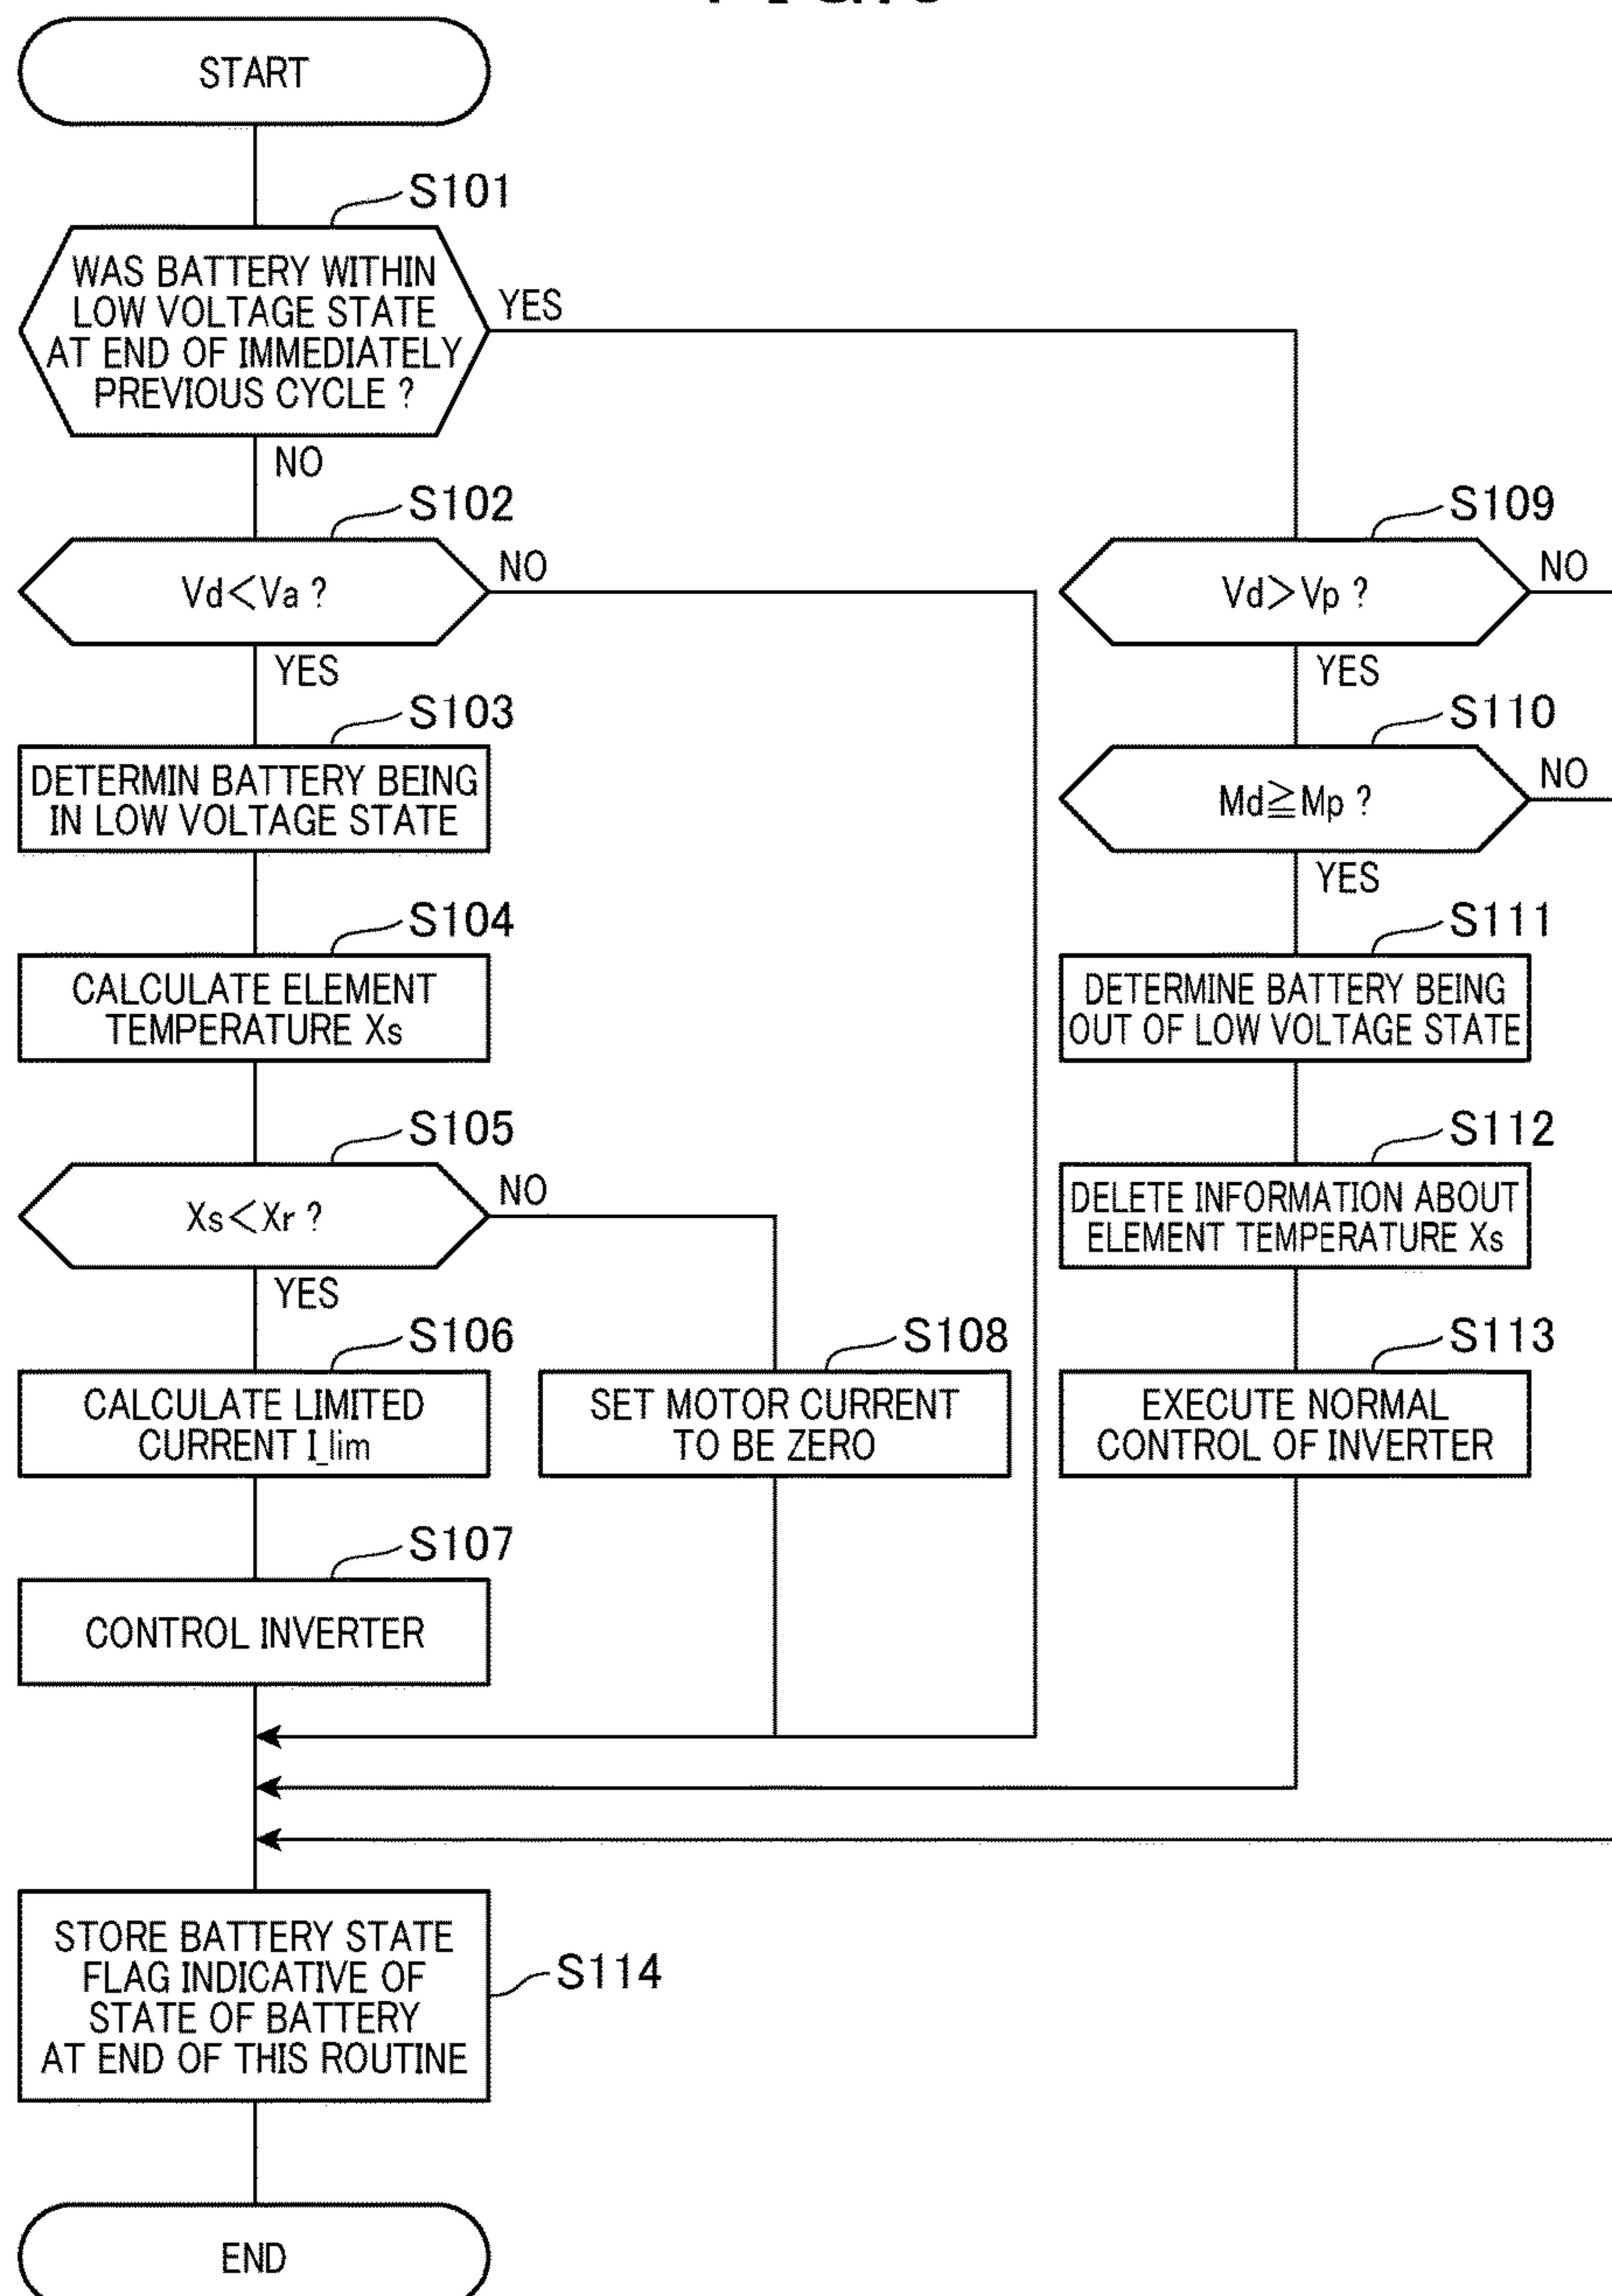 START
S101
WAS BATTERY WITHIN
LOW VOLTAGE STATE
AT END OF IMMEDIATELY
PREVIOUS CYCLE ?
YES
NO
S102
Vd<Va ?
NO
YES
S103
DETERMIN BATTERY BEING
IN LOW VOLTAGE STATE
S104
CALCULATE ELEMENT
TEMPERATURE Xs
S105
Xs<Xr ?
NO
YES
S106
CALCULATE LIMITED
CURRENT I_lim
S108
SET MOTOR CURRENT
TO BE ZERO
S107
CONTROL INVERTER
S109
Vd>Vp ?
NO
YES
S110
Md≧Mp ?
NO
YES
S111
DETERMINE BATTERY BEING
OUT OF LOW VOLTAGE STATE
S112
DELETE INFORMATION ABOUT
ELEMENT TEMPERATURE Xs
S113
EXECUTE NORMAL
CONTROL OF INVERTER
STORE BATTERY STATE
FLAG INDICATIVE OF
STATE OF BATTERY
AT END OF THIS ROUTINE
S114
END